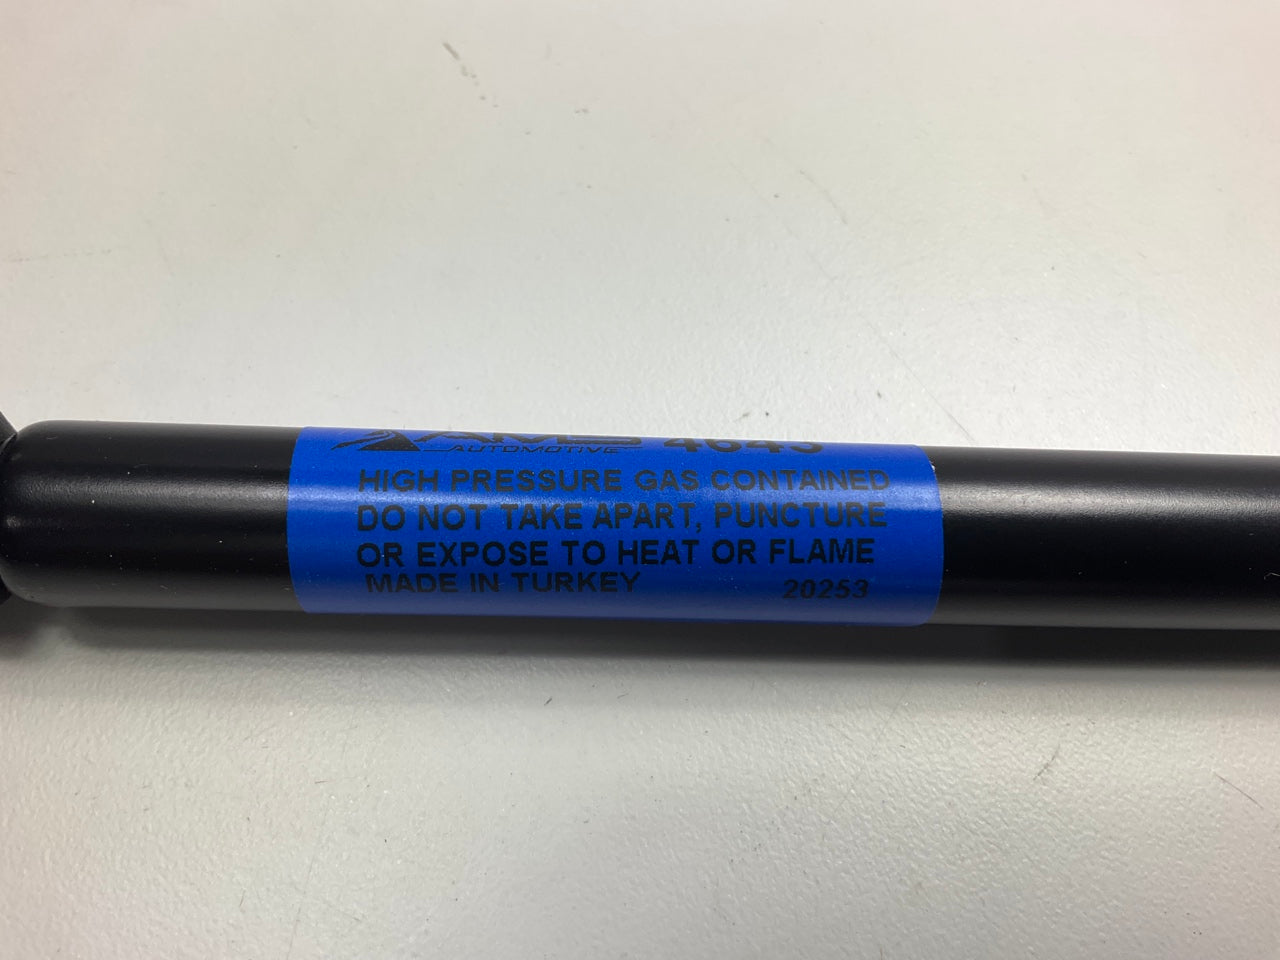 AMS 4643
AUTOMOTIVE
HIGH PRESSURE GAS CONTAINED
DO NOT TAKE APART, PUNCTURE
OR EXPOSE TO HEAT OR FLAME
MADE IN TURKEY 20253